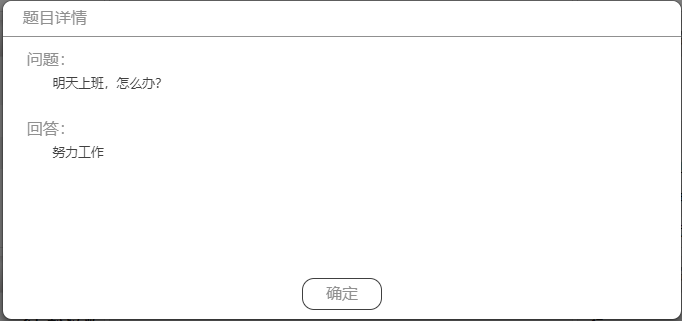 题目详情
问题：
明天上班，怎么办?
回答：
努力工作
确定